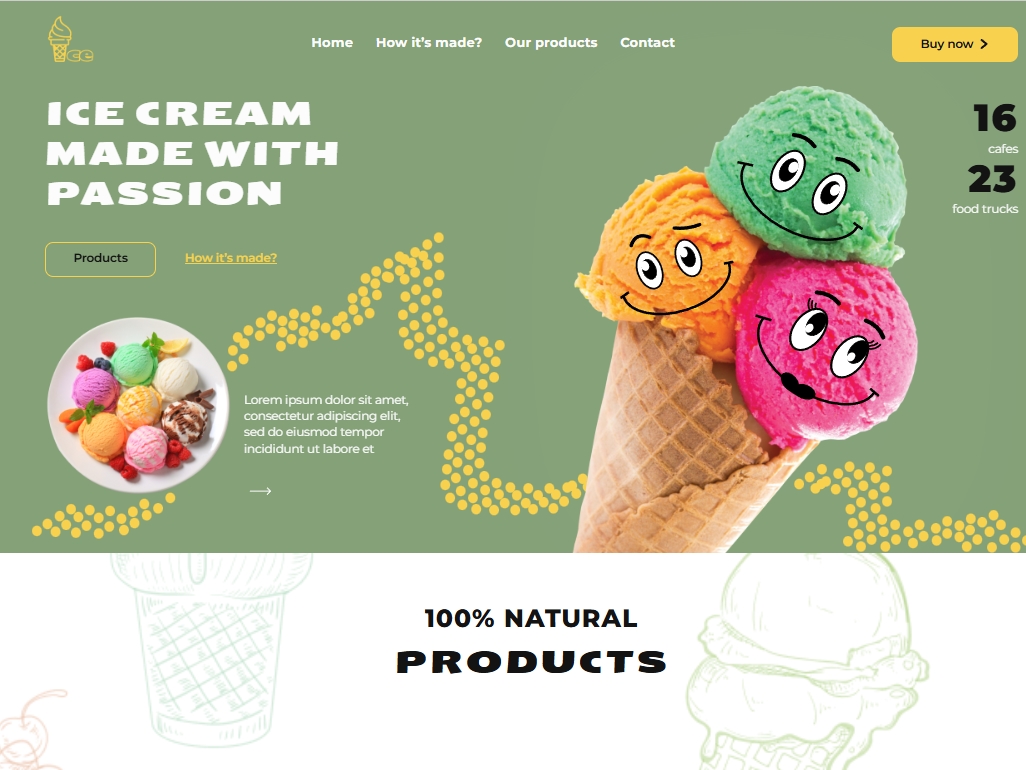 ce
Home
How it's made?
Our products
Contact
Buy now
ICE CREAM
MADE WITH
PASSION
16
cafes
23
food trucks
Products
How it's made?
Lorem ipsum dolor sit amet,
consectetur adipiscing elit,
sed do eiusmod tempor
incididunt ut labore et
100% NATURAL
PRODUCTS